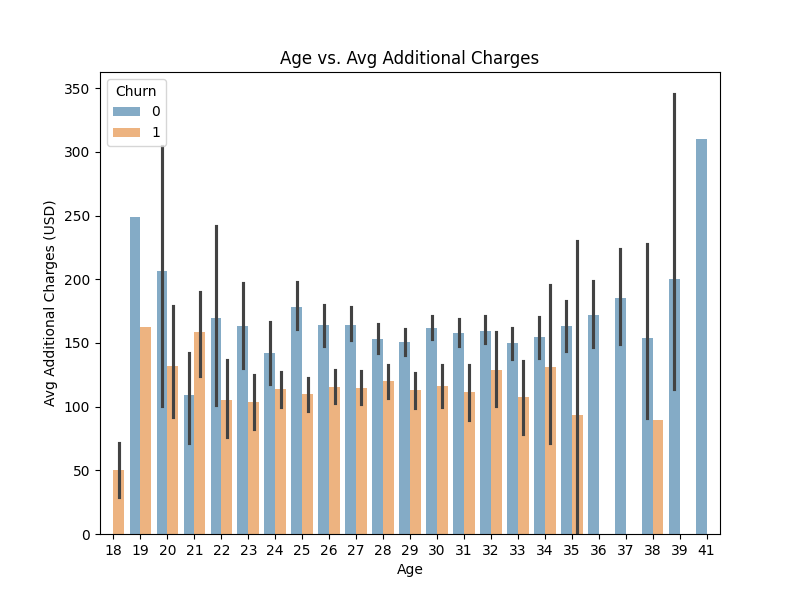 Age vs. Avg Additional Charges
Churn
0
1
350
300
250
200
150
100
50
0
Avg Additional Charges (USD)
18 19 20 21 22 23 24 25 26 27 28 29 30 31 32 33 34 35 36 37 38 39 41
Age